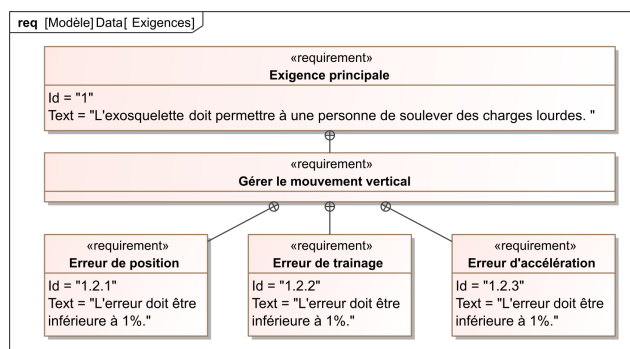 req [Modèle] Data[ Exigences]
«requirement»
Exigence principale
Id = "1"
Text = "L'exosquelette doit permettre à une personne de soulever des charges lourdes. "
«requirement»
Gérer le mouvement vertical
«requirement»
Erreur de position
Id = "1.2.1"
Text = "L'erreur doit être
inférieure à 1%."
«requirement»
Erreur de trainage
Id = "1.2.2"
Text = "L'erreur doit être
inférieure à 1%."
«requirement»
Erreur d'accélération
Id = "1.2.3"
Text = "L'erreur doit être
inférieure à 1%."